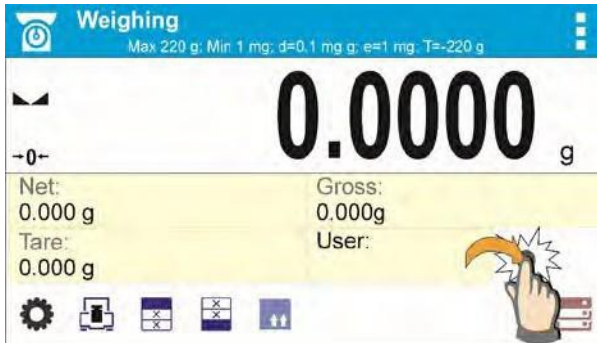 Weighing
Max 220 g; Min 1 mg; d=0.1 mg g; e=1 mg; T=-220 g
0.0000 g
→0←
Net:
0.000 g
Gross:
0.000g
Tare:
0.000 g
User: